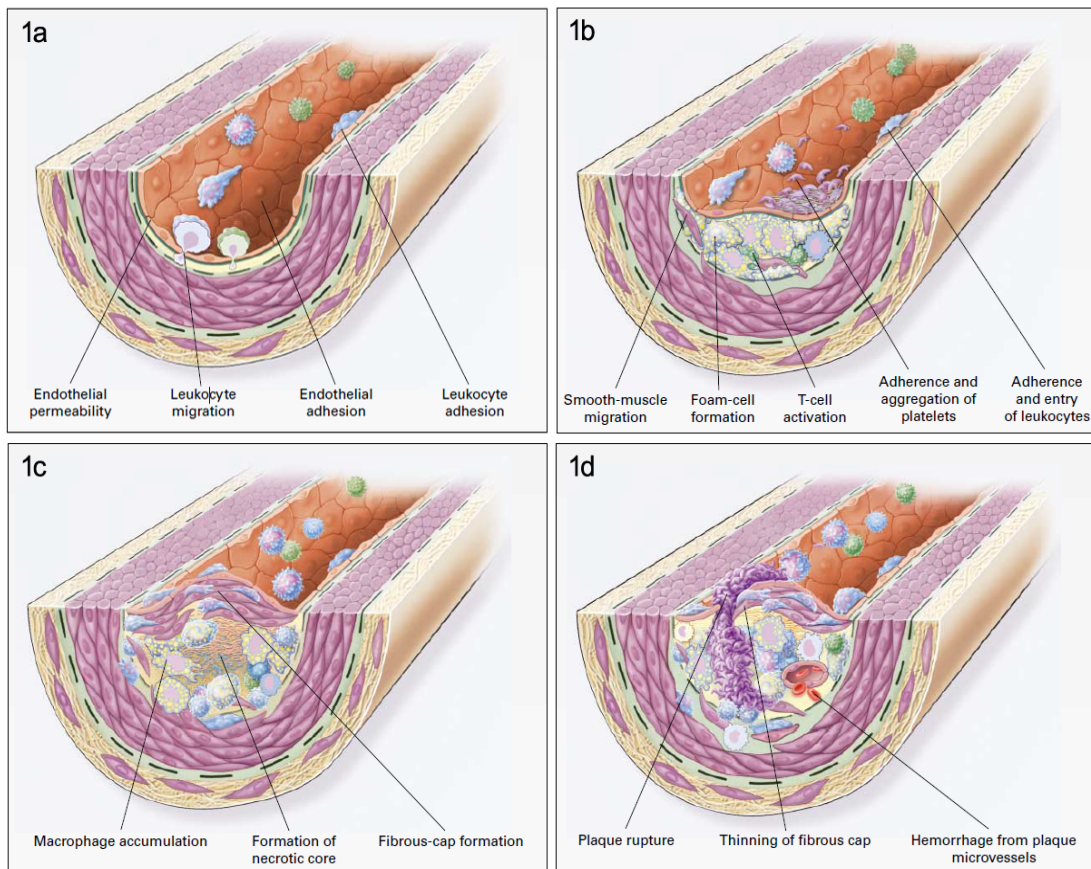 1a
Endothelial
permeability
Leukocyte
migration
Endothelial
adhesion
Leukocyte
adhesion
1b
Smooth-muscle
migration
Foam-cell
formation
T-cell
activation
Adherence and
aggregation of
platelets
Adherence
and entry
of leukocytes
1c
Macrophage accumulation
Formation of
necrotic core
Fibrous-cap formation
1d
Plaque rupture
Thinning of fibrous cap
Hemorrhage from plaque
microvessels